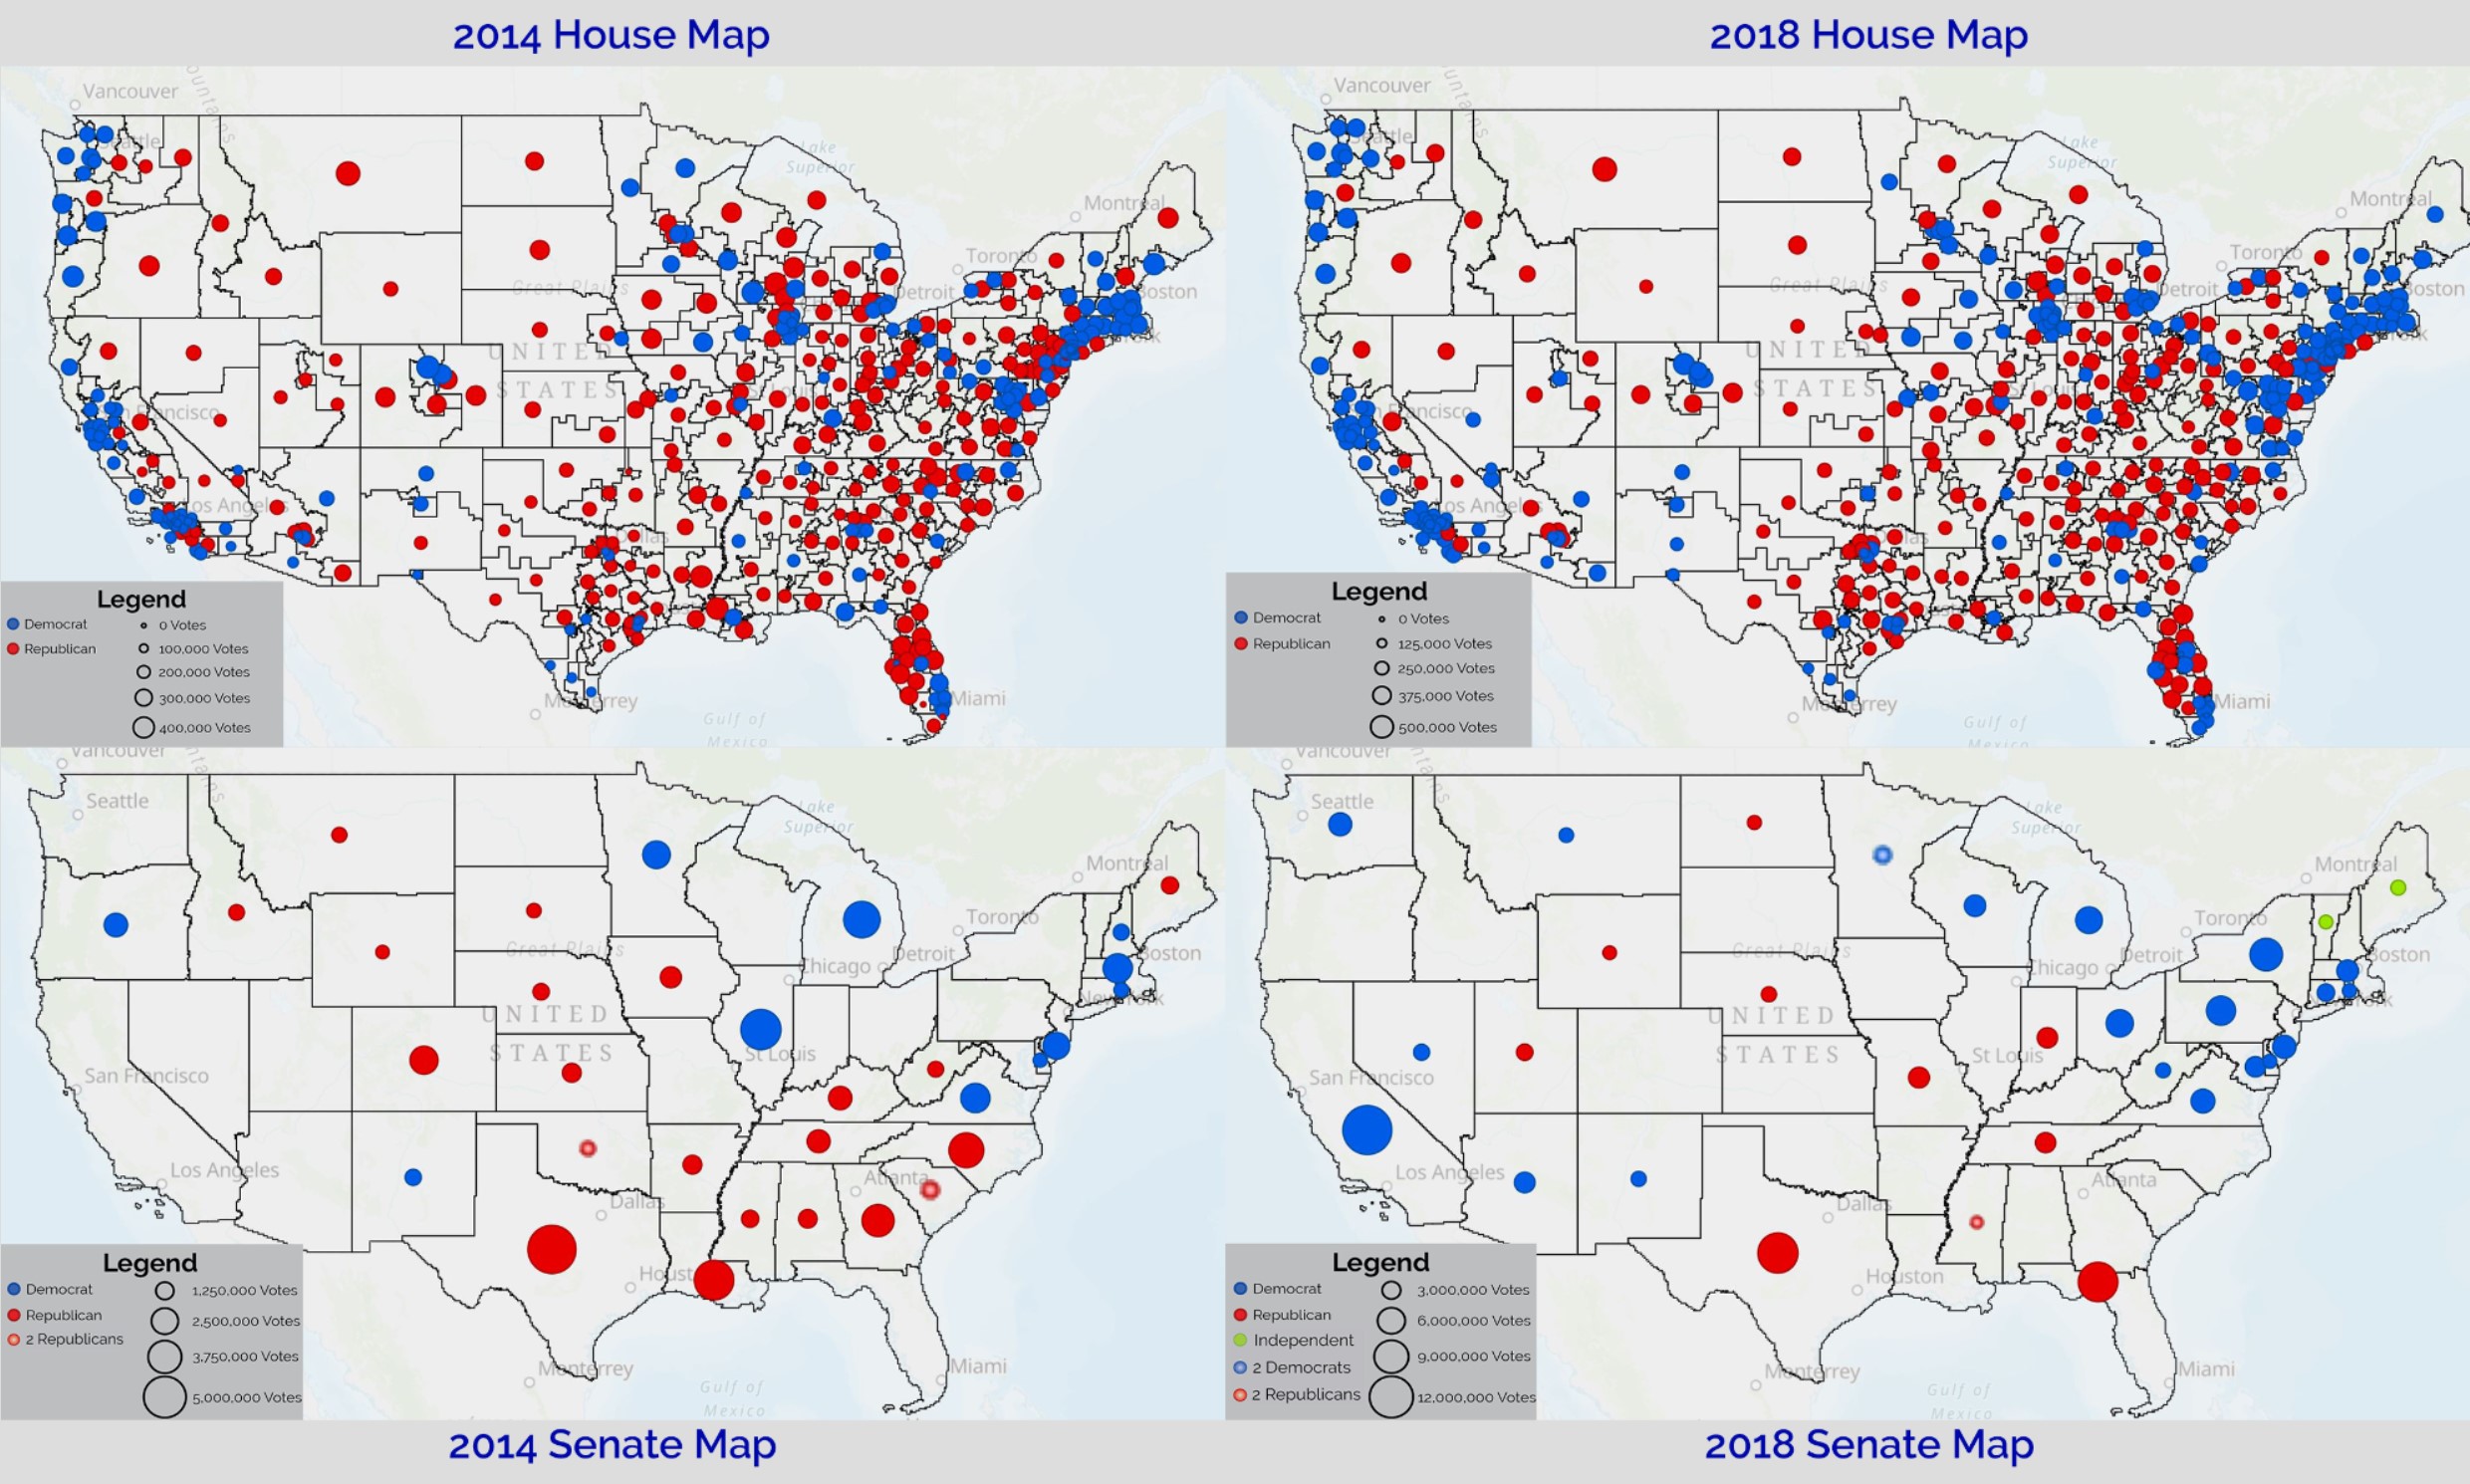 2014 House Map
2018 House Map
Vancouver
Seattle
Lake
Superior
Montreal
Toronto
Great Plains
Detroit
Boston
UNITED
STATES
St Louis
Los Angeles
Dallas
Monterrey
Miami
Gulf of
Mexico
Legend
Democrat
Republican
0 Votes
100,000 Votes
200,000 Votes
300,000 Votes
400,000 Votes
Vancouver
Lake
Superior
Montreal
Toronto
Great Plains
Detroit
Boston
UNITED
STATES
Los Angeles
Dallas
Monterrey
Miami
Gulf of
Mexico
Legend
Democrat
Republican
0 Votes
125,000 Votes
250,000 Votes
375,000 Votes
500,000 Votes
Vancouver
Seattle
Lake
Superior
Montreal
Toronto
Great Plains
Detroit
Boston
Chicago
New York
UNITED
STATES
St Louis
San Francisco
Los Angeles
Atlanta
Dallas
Houst
Monterrey
Miami
Gulf of
Mexico
Legend
Democrat
Republican
2 Republicans
1,250,000 Votes
2,500,000 Votes
3,750,000 Votes
5,000,000 Votes
Vancouver
Seattle
Lake
Superior
Montreal
Toronto
Great Plains
Detroit
Boston
Chicago
UNITED
STATES
St Louis
San Francisco
Los Angeles
Atlanta
Dallas
Houston
Monterrey
Miami
Gulf of
Mexico
Legend
Democrat
Republican
Independent
2 Democrats
2 Republicans
3,000,000 Votes
6,000,000 Votes
9,000,000 Votes
12,000,000 Votes
2014 Senate Map
2018 Senate Map